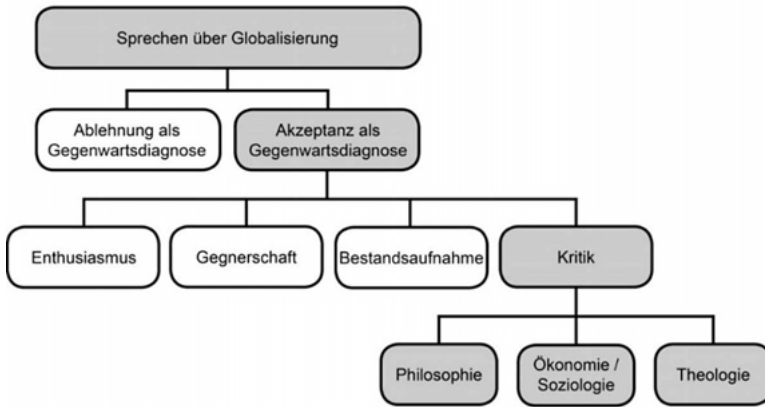 Sprechen über Globalisierung
Ablehnung als
Gegenwartsdiagnose
Akzeptanz als
Gegenwartsdiagnose
Enthusiasmus
Gegnerschaft
Bestandsaufnahme
Kritik
Philosophie
Ökonomie /
Soziologie
Theologie